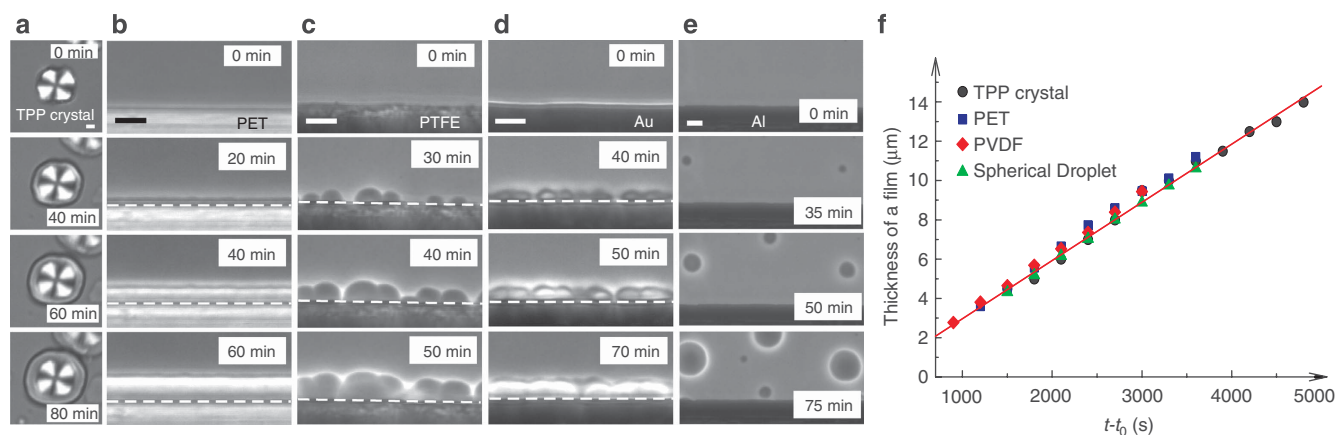 a
0 min
TPP crystal
40 min
60 min
80 min
b
0 min
PET
20 min
40 min
60 min
c
0 min
PTFE
30 min
40 min
50 min
d
0 min
Au
40 min
50 min
70 min
e
0 min
Al
35 min
50 min
75 min
f
Thickness of a film (μm)
14
12
10
8
6
4
2
0
TPP crystal
PET
PVDF
Spherical Droplet
1000
2000
3000
4000
5000
t-t₀ (s)